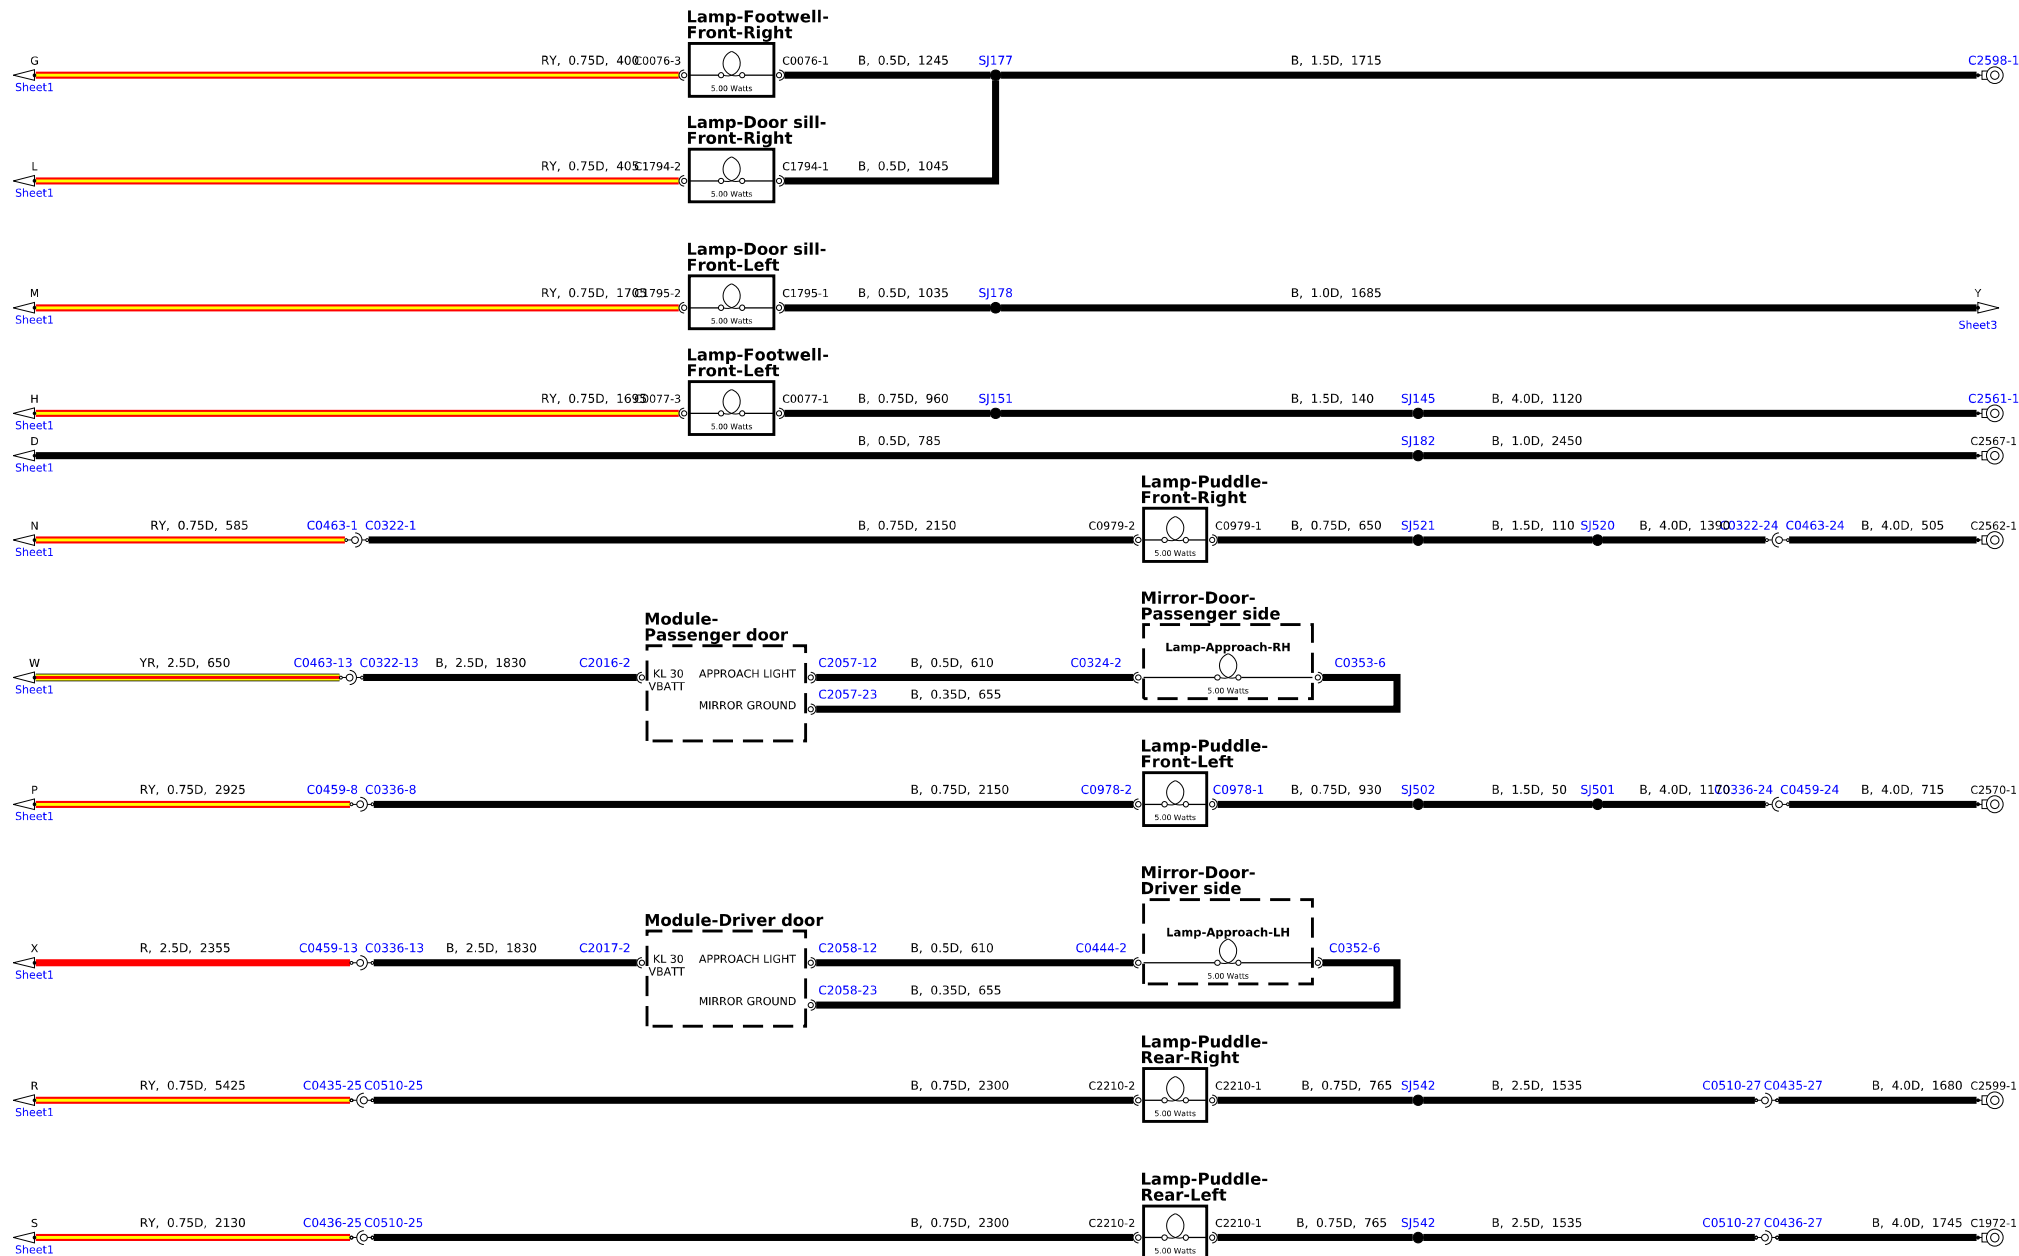 Lamp-Footwell-
Front-Right
G RY, 0.75D, 400 C0076-3 C0076-1 B, 0.5D, 1245 SJ177 B, 1.5D, 1715 C2598-1
Sheet1 5.00 Watts
Lamp-Door sill-
Front-Right
L RY, 0.75D, 405 C1794-2 C1794-1 B, 0.5D, 1045
Sheet1 5.00 Watts
Lamp-Door sill-
Front-Left
M RY, 0.75D, 1705 C1795-2 C1795-1 B, 0.5D, 1035 SJ178 B, 1.0D, 1685 Y
Sheet1 5.00 Watts Sheet3
Lamp-Footwell-
Front-Left
H RY, 0.75D, 1695 C0077-3 C0077-1 B, 0.75D, 960 SJ151 B, 1.5D, 140 SJ145 B, 4.0D, 1120 C2561-1
Sheet1 5.00 Watts
D B, 0.5D, 785 SJ182 B, 1.0D, 2450 C2567-1
Sheet1
Lamp-Puddle-
Front-Right
N RY, 0.75D, 585 C0463-1 C0322-1 B, 0.75D, 2150 C0979-2 C0979-1 B, 0.75D, 650 SJ521 B, 1.5D, 110 SJ520 B, 4.0D, 1390 C0322-24 C0463-24 B, 4.0D, 505 C2562-1
Sheet1 5.00 Watts
Mirror-Door-
Passenger side
Module-
Passenger door
Lamp-Approach-RH
W YR, 2.5D, 650 C0463-13 C0322-13 B, 2.5D, 1830 C2016-2 C2057-12 B, 0.5D, 610 C0324-2 C0353-6
KL 30 APPROACH LIGHT
VBATT
Sheet1 C2057-23 B, 0.35D, 655 5.00 Watts
MIRROR GROUND
Lamp-Puddle-
Front-Left
P RY, 0.75D, 2925 C0459-8 C0336-8 B, 0.75D, 2150 C0978-2 C0978-1 B, 0.75D, 930 SJ502 B, 1.5D, 50 SJ501 B, 4.0D, 1170 C0336-24 C0459-24 B, 4.0D, 715 C2570-1
Sheet1 5.00 Watts
Mirror-Door-
Driver side
Module-Driver door
Lamp-Approach-LH
X R, 2.5D, 2355 C0459-13 C0336-13 B, 2.5D, 1830 C2017-2 C2058-12 B, 0.5D, 610 C0444-2 C0352-6
KL 30 APPROACH LIGHT
VBATT
Sheet1 5.00 Watts
C2058-23 B, 0.35D, 655
MIRROR GROUND
Lamp-Puddle-
Rear-Right
R RY, 0.75D, 5425 C0435-25 C0510-25 B, 0.75D, 2300 C2210-2 C2210-1 B, 0.75D, 765 SJ542 B, 2.5D, 1535 C0510-27 C0435-27 B, 4.0D, 1680 C2599-1
Sheet1 5.00 Watts
Lamp-Puddle-
Rear-Left
S RY, 0.75D, 2130 C0436-25 C0510-25 B, 0.75D, 2300 C2210-2 C2210-1 B, 0.75D, 765 SJ542 B, 2.5D, 1535 C0510-27 C0436-27 B, 4.0D, 1745 C1972-1
Sheet1 5.00 Watts